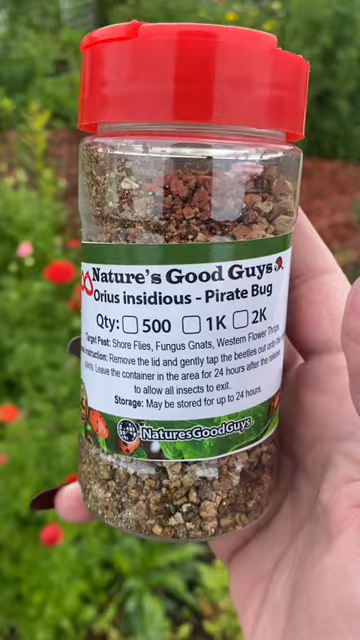 Nature's Good Guys
Orius insidious - Pirate Bug
Qty: 500 1K 2K
Target Pest: Shore Flies, Fungus Gnats, Western Flower Thrips
Instruction: Remove the lid and gently tap the beetles out onto the
Leave the container in the area for 24 hours after the release
to allow all insects to exit.
Storage: May be stored for up to 24 hours.
NaturesGoodGuys